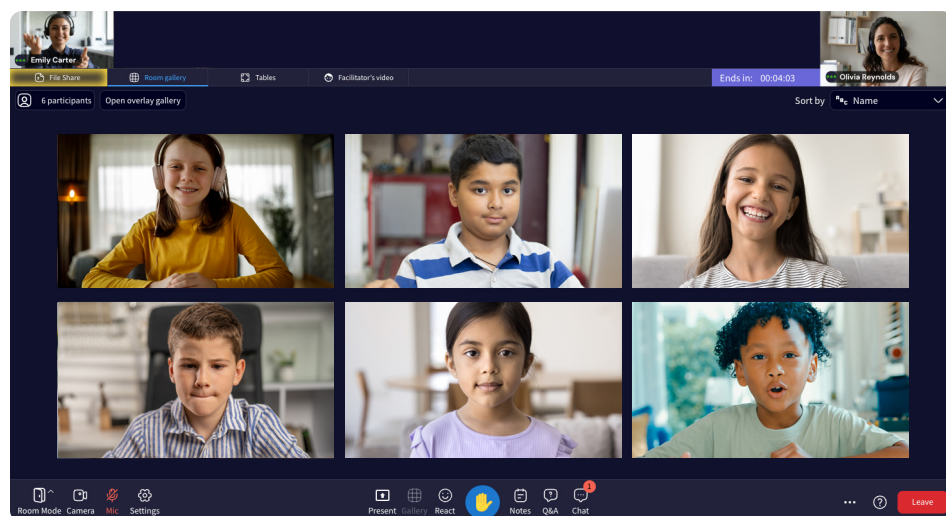 Emily Carter
Olivia Reynolds
File Share
Room gallery
Tables
Facilitator's video
Ends in: 00:04:03
6 participants
Open overlay gallery
Sort by
Name
Room Mode
Camera
Mic
Settings
Present
Gallery
React
Notes
Q&A
1
Chat
Leave